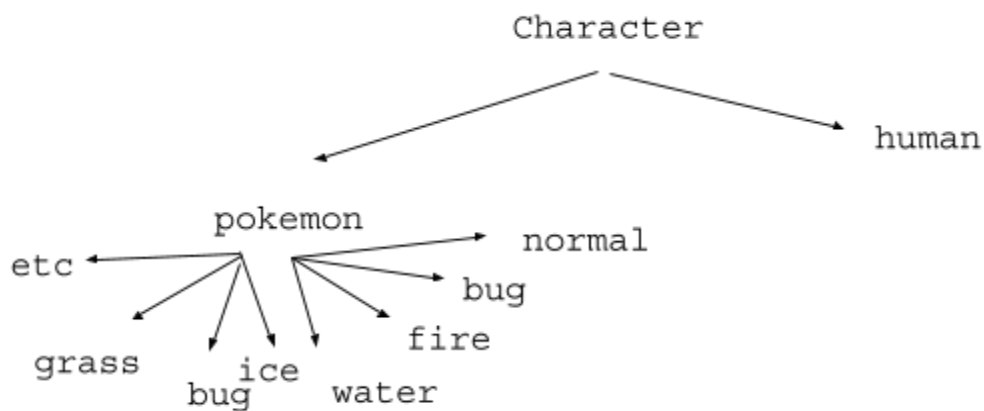 Character
human
pokemon
normal
etc
bug
fire
grass
ice
bug
water